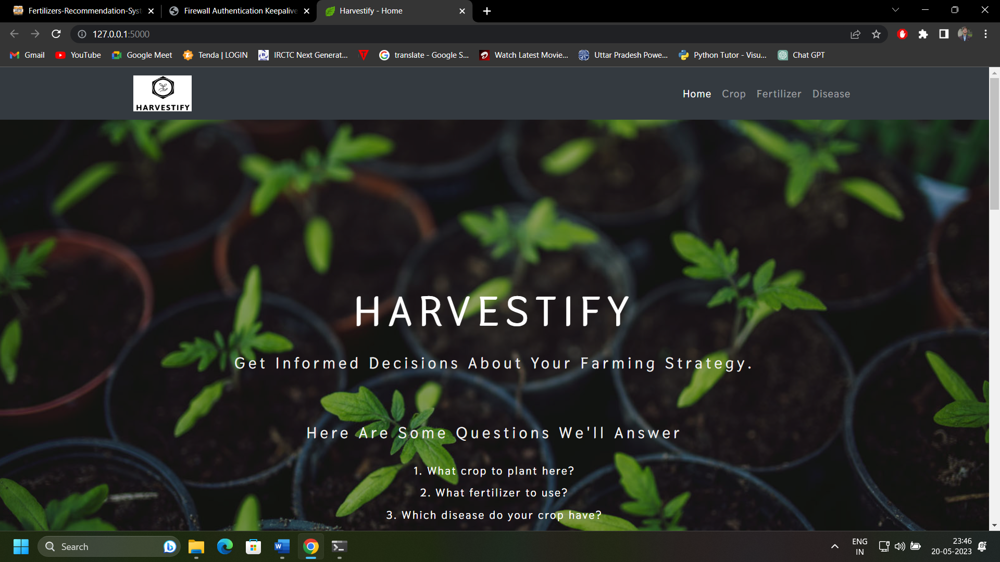 Fertilizers-Recommendation-Syst
Firewall Authentication Keepalive
Harvestify - Home
127.0.0.1:5000
Gmail
YouTube
Google Meet
Tenda | LOGIN
IRCTC Next Generat...
translate - Google S...
Watch Latest Movie...
Uttar Pradesh Powe...
Python Tutor - Visu...
Chat GPT
HARVESTIFY
Home Crop Fertilizer Disease
HARVESTIFY
Get Informed Decisions About Your Farming Strategy.
Here Are Some Questions We'll Answer
1. What crop to plant here?
2. What fertilizer to use?
3. Which disease do your crop have?
Search
ENG
IN
23:46
20-05-2023